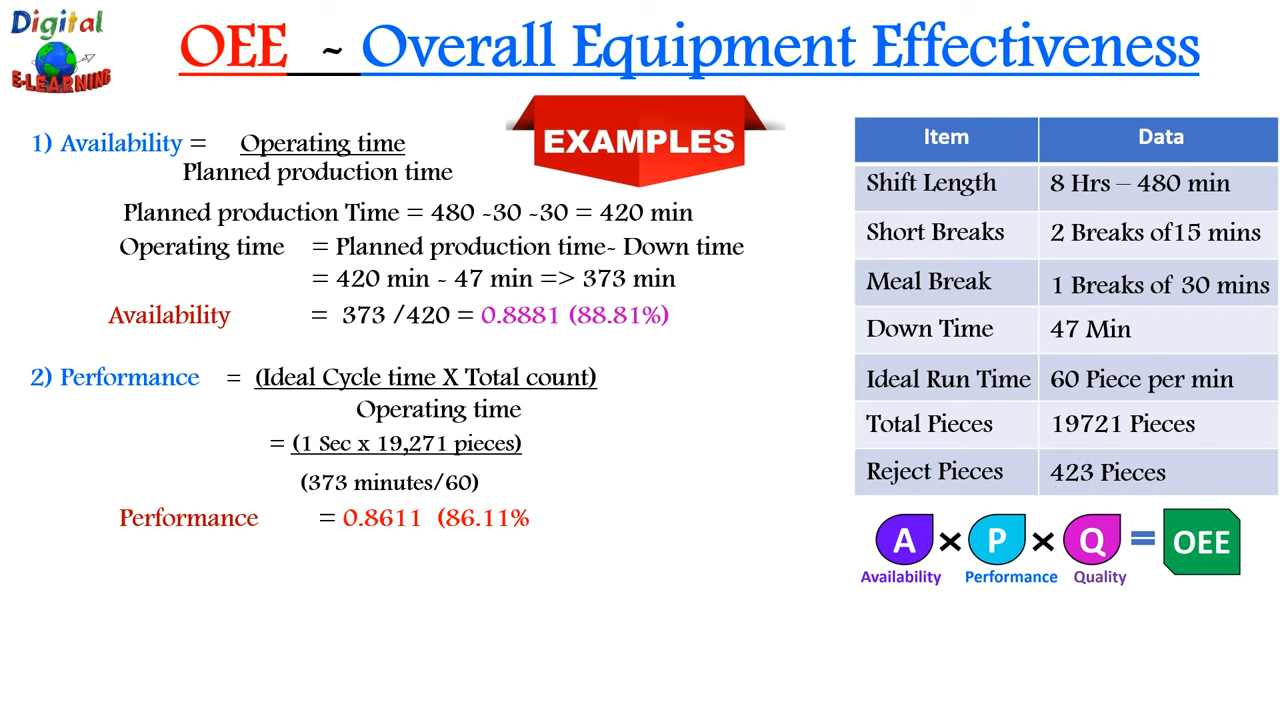 Digital
E-LEARNING
OEE - Overall Equipment Effectiveness
EXAMPLES
1) Availability = Operating time
Planned production time
Planned production Time = 480 -30 -30 = 420 min
Operating time = Planned production time- Down time
= 420 min - 47 min => 373 min
Availability = 373 /420 = 0.8881 (88.81%)
2) Performance = (Ideal Cycle time X Total count)
Operating time
= (1 Sec x 19,271 pieces)
(373 minutes/60)
Performance = 0.8611 (86.11%
Item Data
Shift Length 8 Hrs – 480 min
Short Breaks 2 Breaks of15 mins
Meal Break 1 Breaks of 30 mins
Down Time 47 Min
Ideal Run Time 60 Piece per min
Total Pieces 19721 Pieces
Reject Pieces 423 Pieces
A × P × Q = OEE
Availability Performance Quality